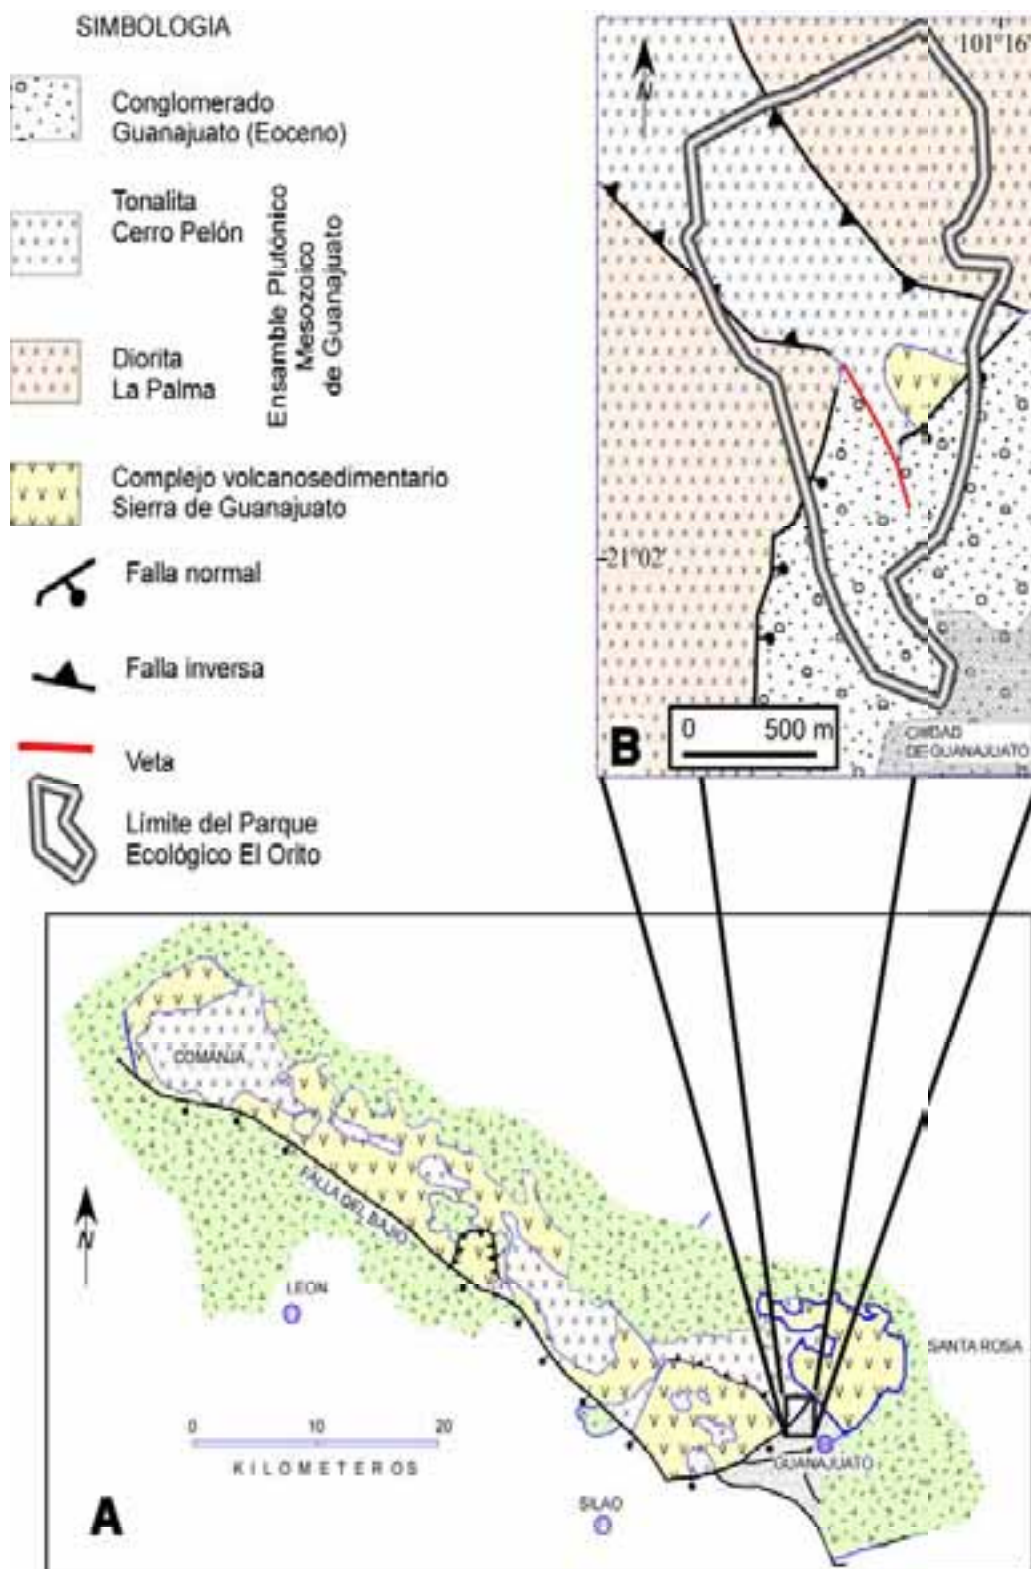 SIMBOLOGIA
Conglomerado
Guanajuato (Eoceno)
Tonalita
Cerro Pelón
Ensamble Plutónico
Mesozoico
de Guanajuato
Diorita
La Palma
Complejo volcanosedimentario
Sierra de Guanajuato
Falla normal
Falla inversa
Veta
Límite del Parque
Ecológico El Orito
101°16'
N
21°02'
0 500 m
B
CIUDAD
DE GUANAJUATO
COMANJA
FALLA DEL BAJIO
N
LEON
SANTA ROSA
0 10 20
KILOMETEROS
GUANAJUATO
SILAO
A